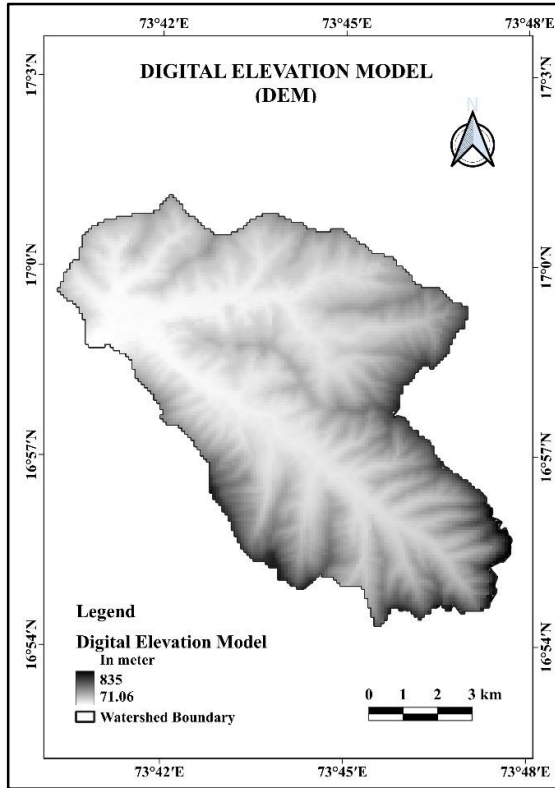 73°42′E 73°45′E 73°48′E
17°3′N 17°3′N
DIGITAL ELEVATION MODEL
(DEM)
N
17°0′N 17°0′N
16°57′N 16°57′N
16°54′N 16°54′N
Legend
Digital Elevation Model
In meter
835
71.06
Watershed Boundary
0 1 2 3 km
73°42′E 73°45′E 73°48′E